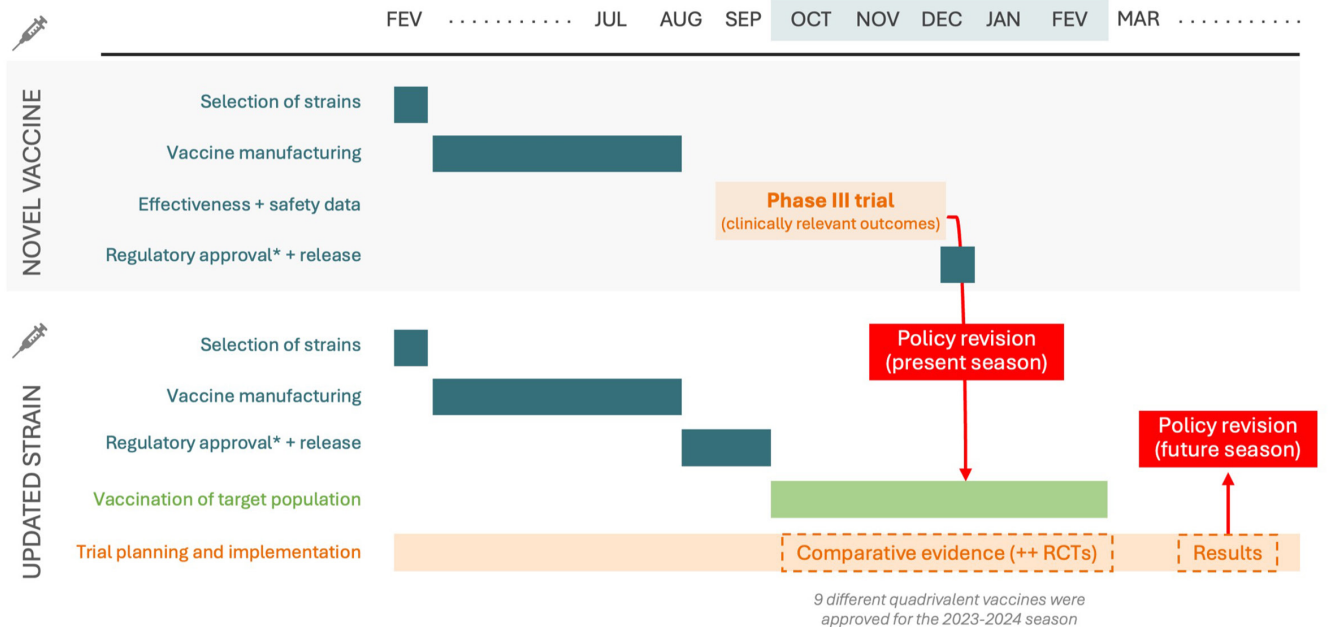 FEV . . . . . . . . . . . JUL AUG SEP OCT NOV DEC JAN FEV MAR . . . . . . . . . . .
NOVEL VACCINE
Selection of strains
Vaccine manufacturing
Effectiveness + safety data
Phase III trial
(clinically relevant outcomes)
Regulatory approval* + release
UPDATED STRAIN
Selection of strains
Policy revision
(present season)
Vaccine manufacturing
Regulatory approval* + release
Policy revision
(future season)
Vaccination of target population
Trial planning and implementation
Comparative evidence (++ RCTs)
Results
9 different quadrivalent vaccines were
approved for the 2023-2024 season